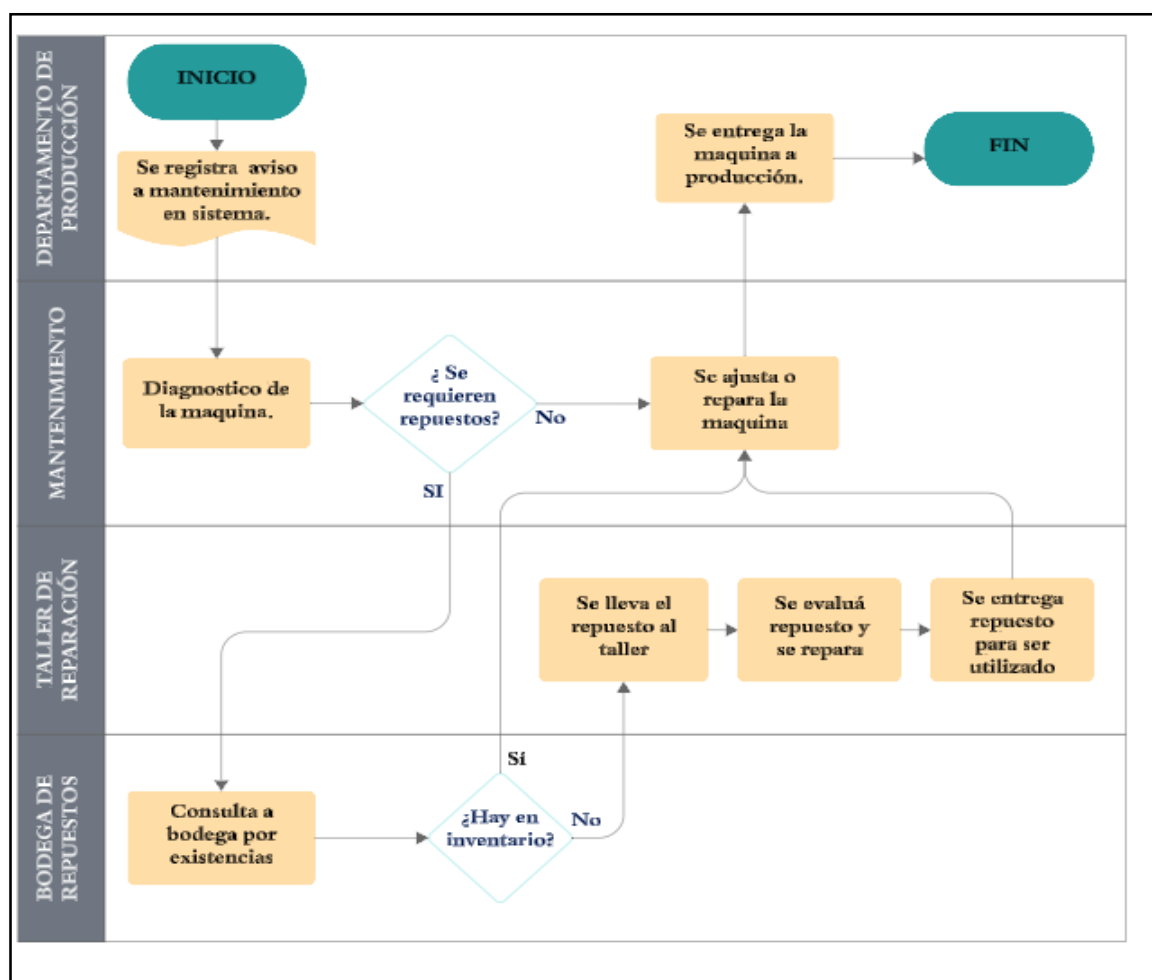 DEPARTAMENTO DE
PRODUCCIÓN
INICIO
Se registra aviso
a mantenimiento
en sistema.
Se entrega la
maquina a
producción.
FIN
MANTENIMIENTO
Diagnostico de
la maquina.
¿ Se
requieren
repuestos?
No
SI
Se ajusta o
repara la
maquina
TALLER DE
REPARACIÓN
Se lleva el
repuesto al
taller
Se evaluá
repuesto y
se repara
Se entrega
repuesto
para ser
utilizado
BODEGA DE
REPUESTOS
Consulta a
bodega por
existencias
Sí
¿Hay en
inventario?
No